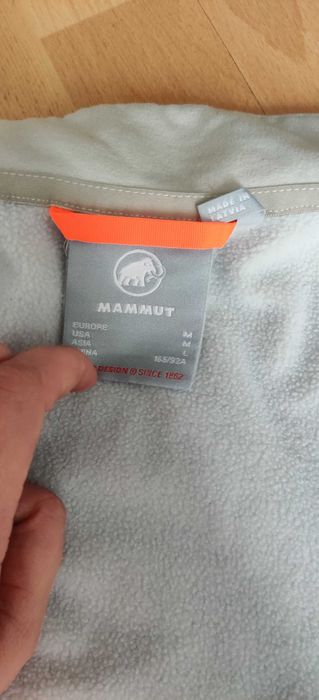 MADE IN
LATVIA
MAMMUT
EUROPE M
USA M
ASIA L
165/92A
DESIGN SINCE 1862